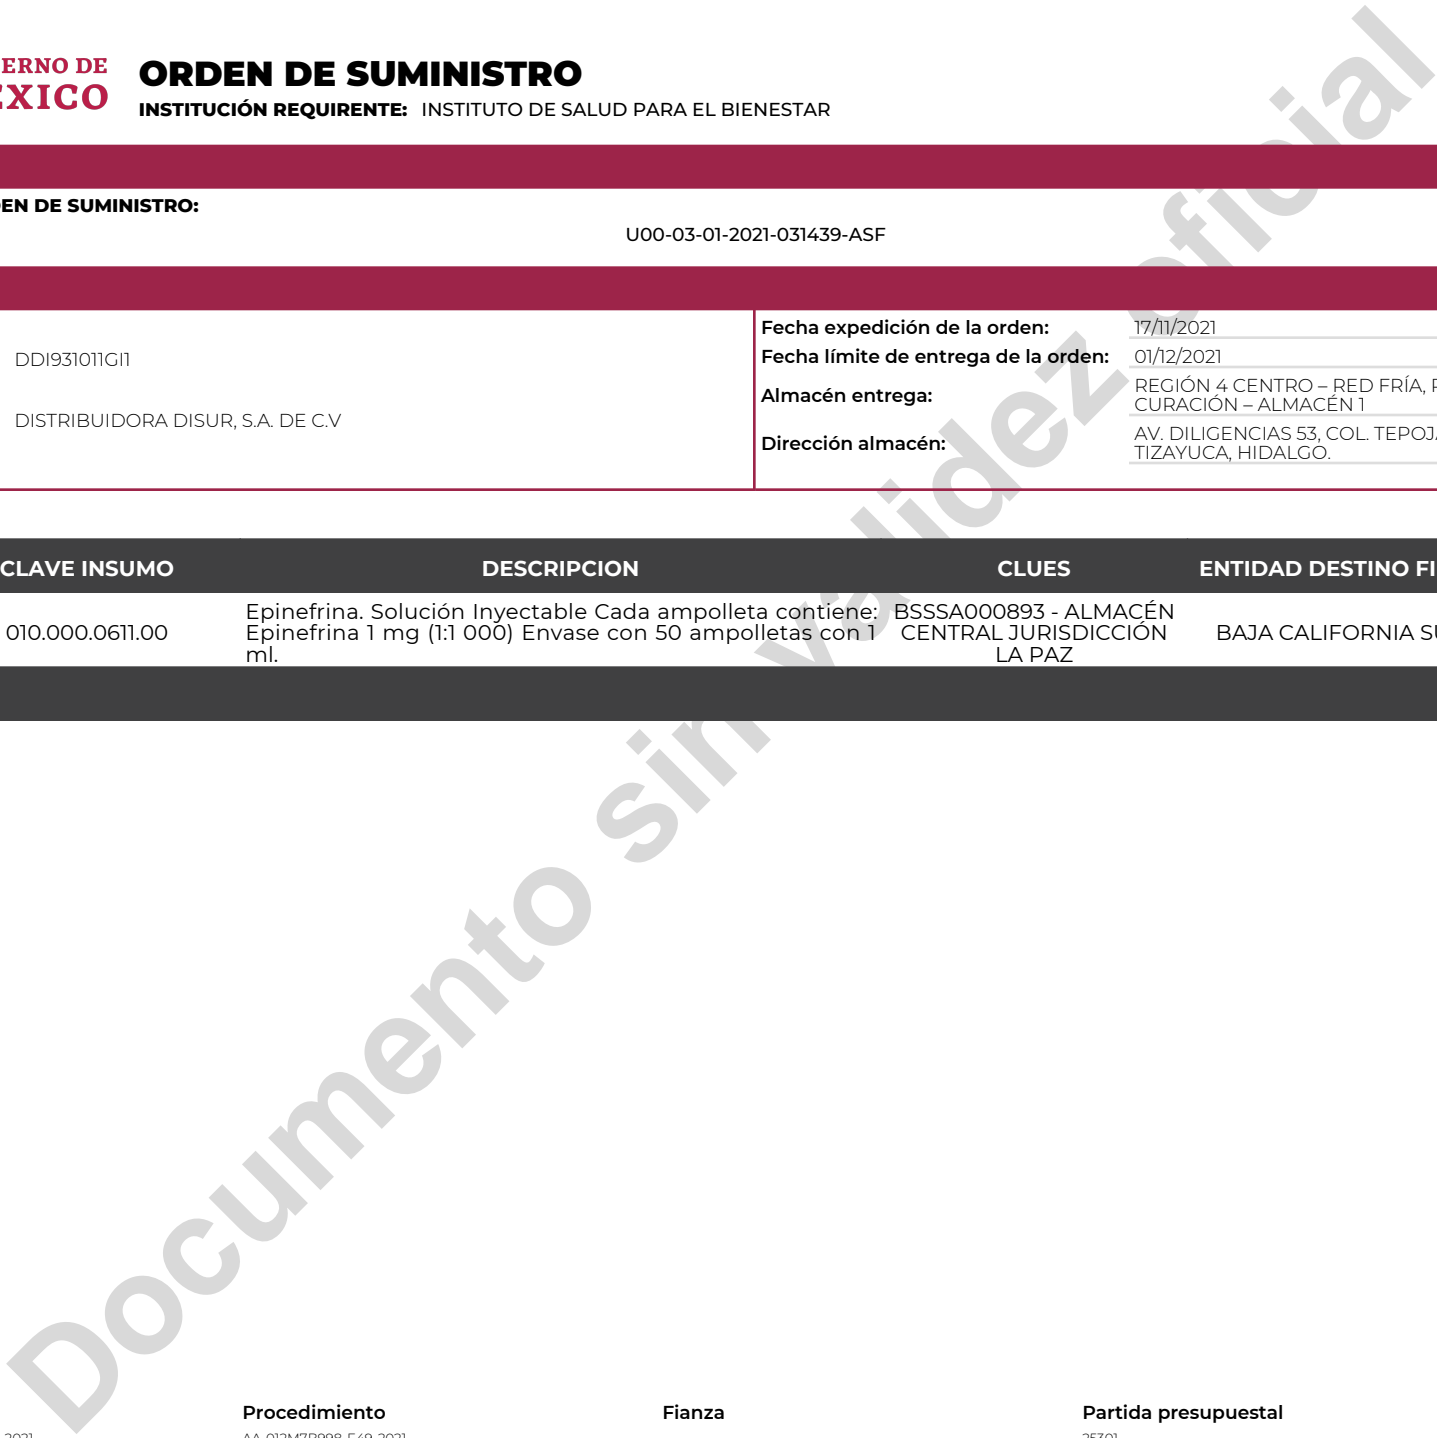 ERNO DE
ORDEN DE SUMINISTRO
INSTITUCIÓN REQUIRENTE: INSTITUTO DE SALUD PARA EL BIENESTAR
EN DE SUMINISTRO:
U00-03-01-2021-031439-ASF
DDI931011GI1
DISTRIBUIDORA DISUR, S.A. DE C.V
Fecha expedición de la orden: 17/11/2021
Fecha límite de entrega de la orden: 01/12/2021
Almacén entrega: REGIÓN 4 CENTRO – RED FRÍA,
CURACIÓN – ALMACÉN 1
Dirección almacén: AV. DILIGENCIAS 53, COL. TEPOJ
TIZAYUCA, HIDALGO.
CLAVE INSUMO DESCRIPCION CLUES ENTIDAD DESTINO FI
010.000.0611.00
Epinefrina. Solución Inyectable Cada ampolleta contiene:
Epinefrina 1 mg (1:1 000) Envase con 50 ampolletas con 1
ml.
BSSSA000893 - ALMACÉN
CENTRAL JURISDICCIÓN
LA PAZ
BAJA CALIFORNIA S
Documento sin validez oficial
Procedimiento Fianza Partida presupuestal